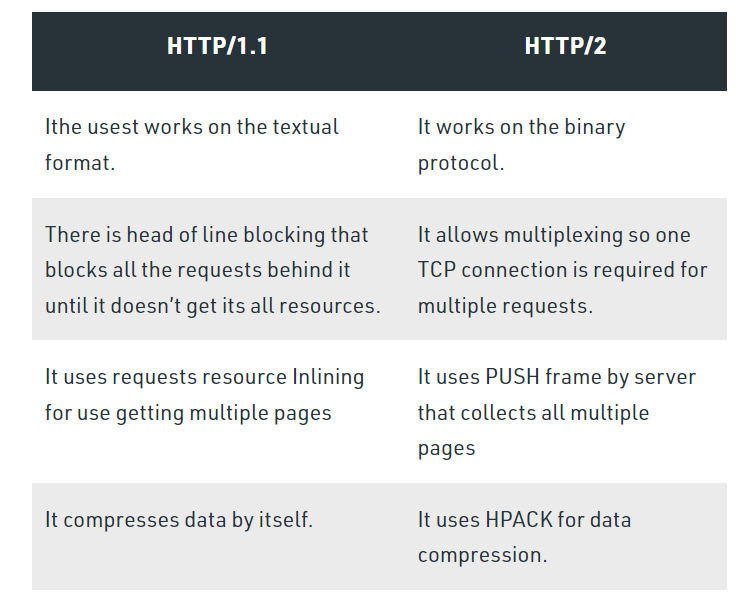 HTTP/1.1 HTTP/2
Ithe usest works on the textual
format.
It works on the binary
protocol.
There is head of line blocking that
blocks all the requests behind it
until it doesn’t get its all resources.
It allows multiplexing so one
TCP connection is required for
multiple requests.
It uses requests resource Inlining
for use getting multiple pages
It uses PUSH frame by server
that collects all multiple
pages
It compresses data by itself.
It uses HPACK for data
compression.